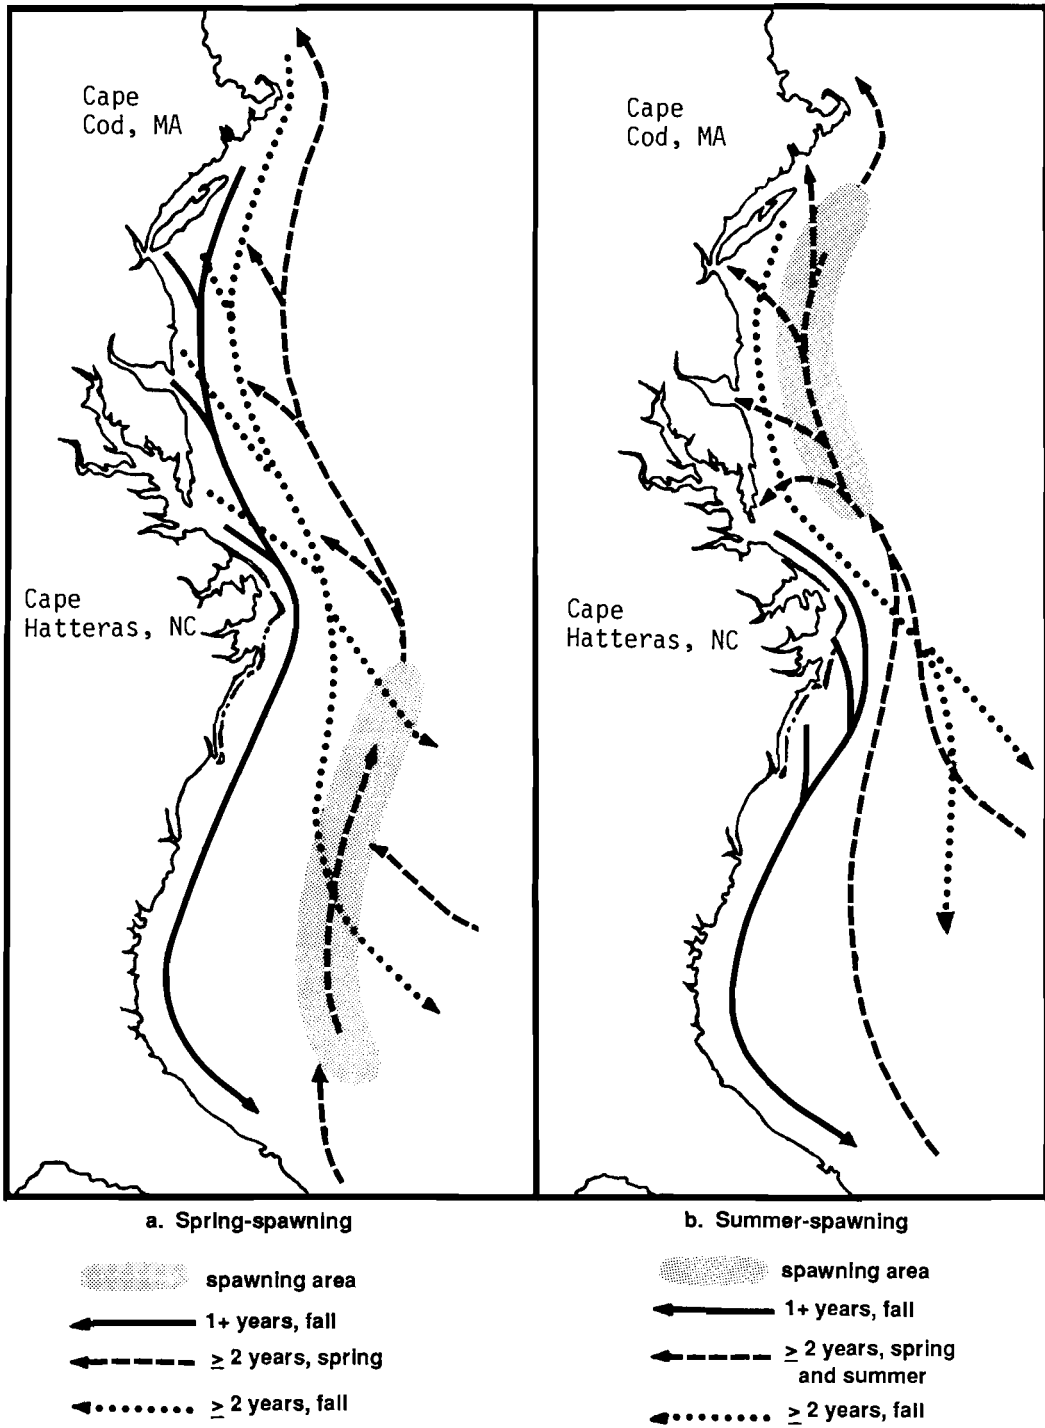 Cape
Cod, MA
Cape
Hatteras, NC
Cape
Cod, MA
Cape
Hatteras, NC
a. Spring-spawning
spawning area
1+ years, fall
≥ 2 years, spring
≥ 2 years, fall
b. Summer-spawning
spawning area
1+ years, fall
≥ 2 years, spring
and summer
≥ 2 years, fall